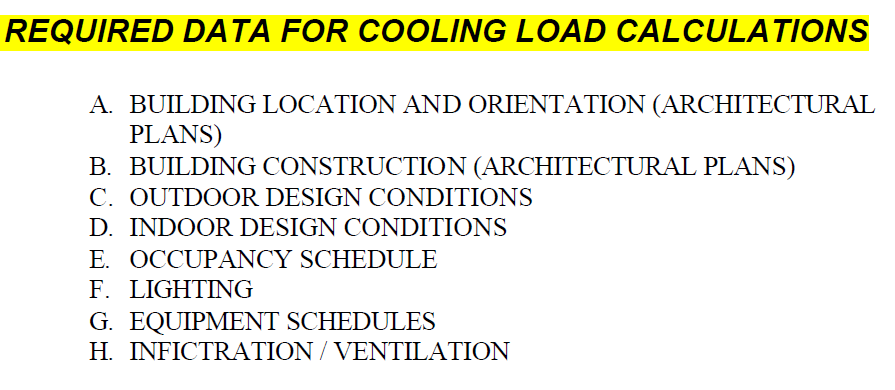 REQUIRED DATA FOR COOLING LOAD CALCULATIONS
A. BUILDING LOCATION AND ORIENTATION (ARCHITECTURAL
PLANS)
B. BUILDING CONSTRUCTION (ARCHITECTURAL PLANS)
C. OUTDOOR DESIGN CONDITIONS
D. INDOOR DESIGN CONDITIONS
E. OCCUPANCY SCHEDULE
F. LIGHTING
G. EQUIPMENT SCHEDULES
H. INFICTRATION / VENTILATION